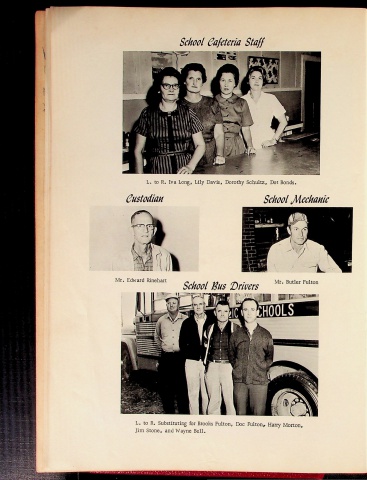 School Cafeteria Staff
L. to R. Iva Long, Lily Davis, Dorothy Schultz, Dot Bonds.
Custodian
School Mechanic
Mr. Edward Rinehart
Mr. Butler Fulton
School Bus Drivers
IC SCHOOLS
L. to R. Substituting for Brooks Fulton, Doc Fulton, Harry Morton,
Jim Stone, and Wayne Bell.